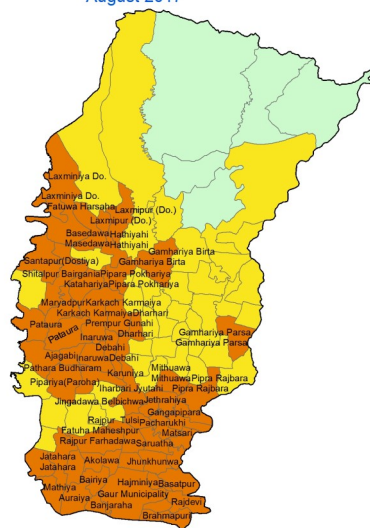 August 2017
Laxminiya Do.
Laxminiya Do.
Fatuwa Harsaha
Laxmipur (Do.)
Laxmipur (Do.)
Basedawa
Hathiyahi
Masedawa
Hathiyahi
Gamhariya Birta
Santapur(Dostiya)
Gamhariya Birta
Shitalpur Bairgania
Pipara Pokhariya
Katahariya
Pipara Pokhariya
Maryadpur
Karkach Karmaiya
Karkach Karmaiya
Dharhari
Pataura
Prempur Gunahi
Pataura
Inaruwa
Dharhari
Gamhariya Parsa
Gamhariya Parsa
Debahi
Ajagabi
Inaruwa
Debahi
Pathara Budharam
Karuniya
Mithuwa
Mithuwa
Pipra Rajbara
Pipariya(Paroha)
Iharbari Jyutahi
Pipra Rajbara
Jingadawa Belbichwa
Jethrahiya
Gangapipara
Rajpur
Tulsi
Pacharukhi
Fatuha Maheshpur
Matsari
Rajpur Farhadawa
Saruatha
Jatahara
Akolawa
Jhunkhunwa
Jatahara
Bairiya
Hajminiya
Basatpur
Mathiya
Gaur Municipality
Auraiya
Rajdevi
Banjaraha
Brahmapuri